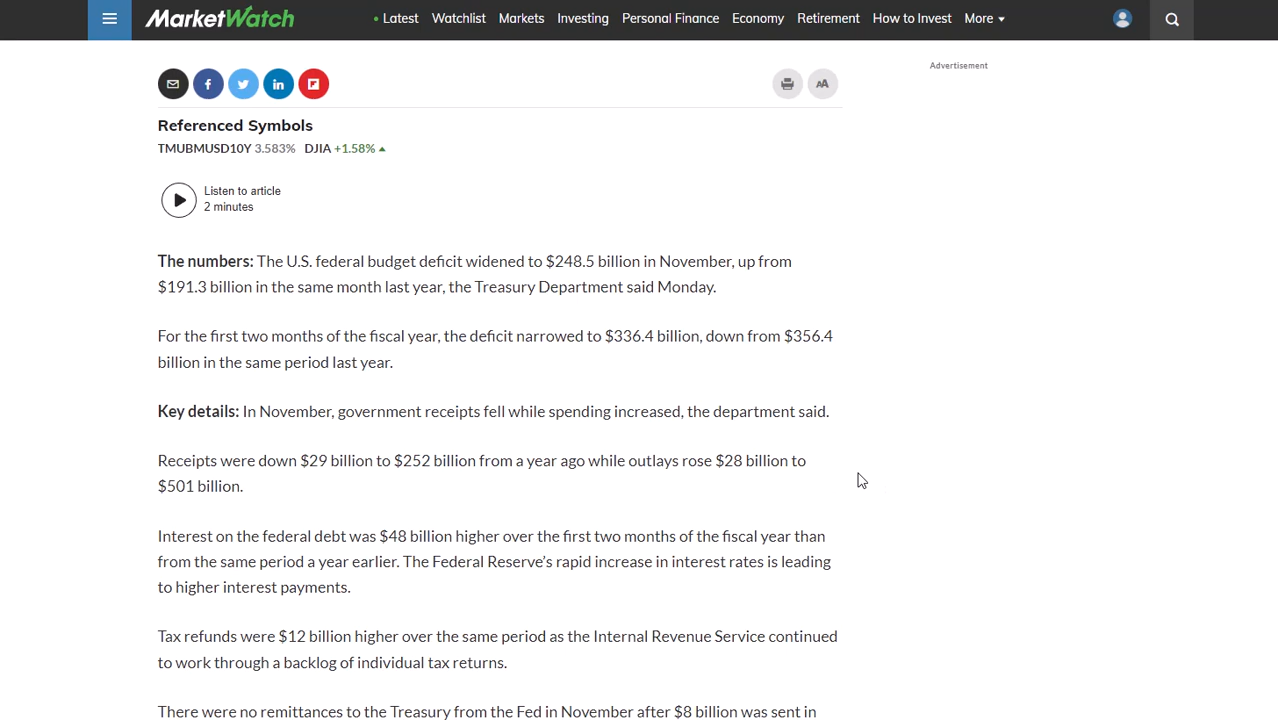 MarketWatch
• Latest Watchlist Markets Investing Personal Finance Economy Retirement How to Invest More
Advertisement
Referenced Symbols
TMUBMUSD10Y 3.583% DJIA +1.58%
Listen to article
2 minutes
The numbers: The U.S. federal budget deficit widened to $248.5 billion in November, up from
$191.3 billion in the same month last year, the Treasury Department said Monday.
For the first two months of the fiscal year, the deficit narrowed to $336.4 billion, down from $356.4
billion in the same period last year.
Key details: In November, government receipts fell while spending increased, the department said.
Receipts were down $29 billion to $252 billion from a year ago while outlays rose $28 billion to
$501 billion.
Interest on the federal debt was $48 billion higher over the first two months of the fiscal year than
from the same period a year earlier. The Federal Reserve's rapid increase in interest rates is leading
to higher interest payments.
Tax refunds were $12 billion higher over the same period as the Internal Revenue Service continued
to work through a backlog of individual tax returns.
There were no remittances to the Treasury from the Fed in November after $8 billion was sent in